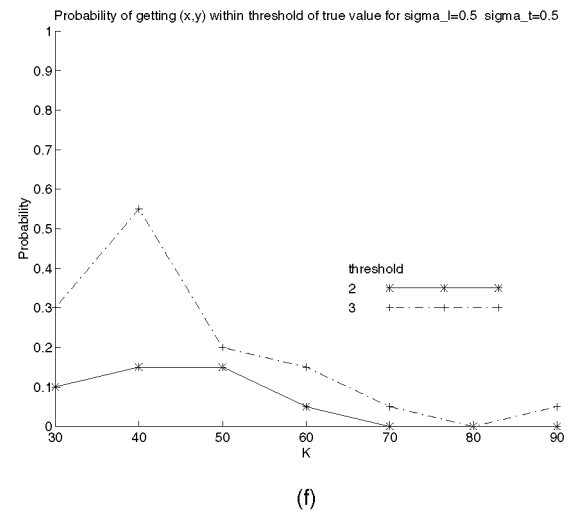 Probability of getting (x,y) within threshold of true value for sigma_l=0.5 sigma_t=0.5
1
0.9
0.8
0.7
0.6
0.5
0.4
0.3
0.2
0.1
0
Probability
threshold
2
3
30 40 50 60 70 80 90
K
(f)